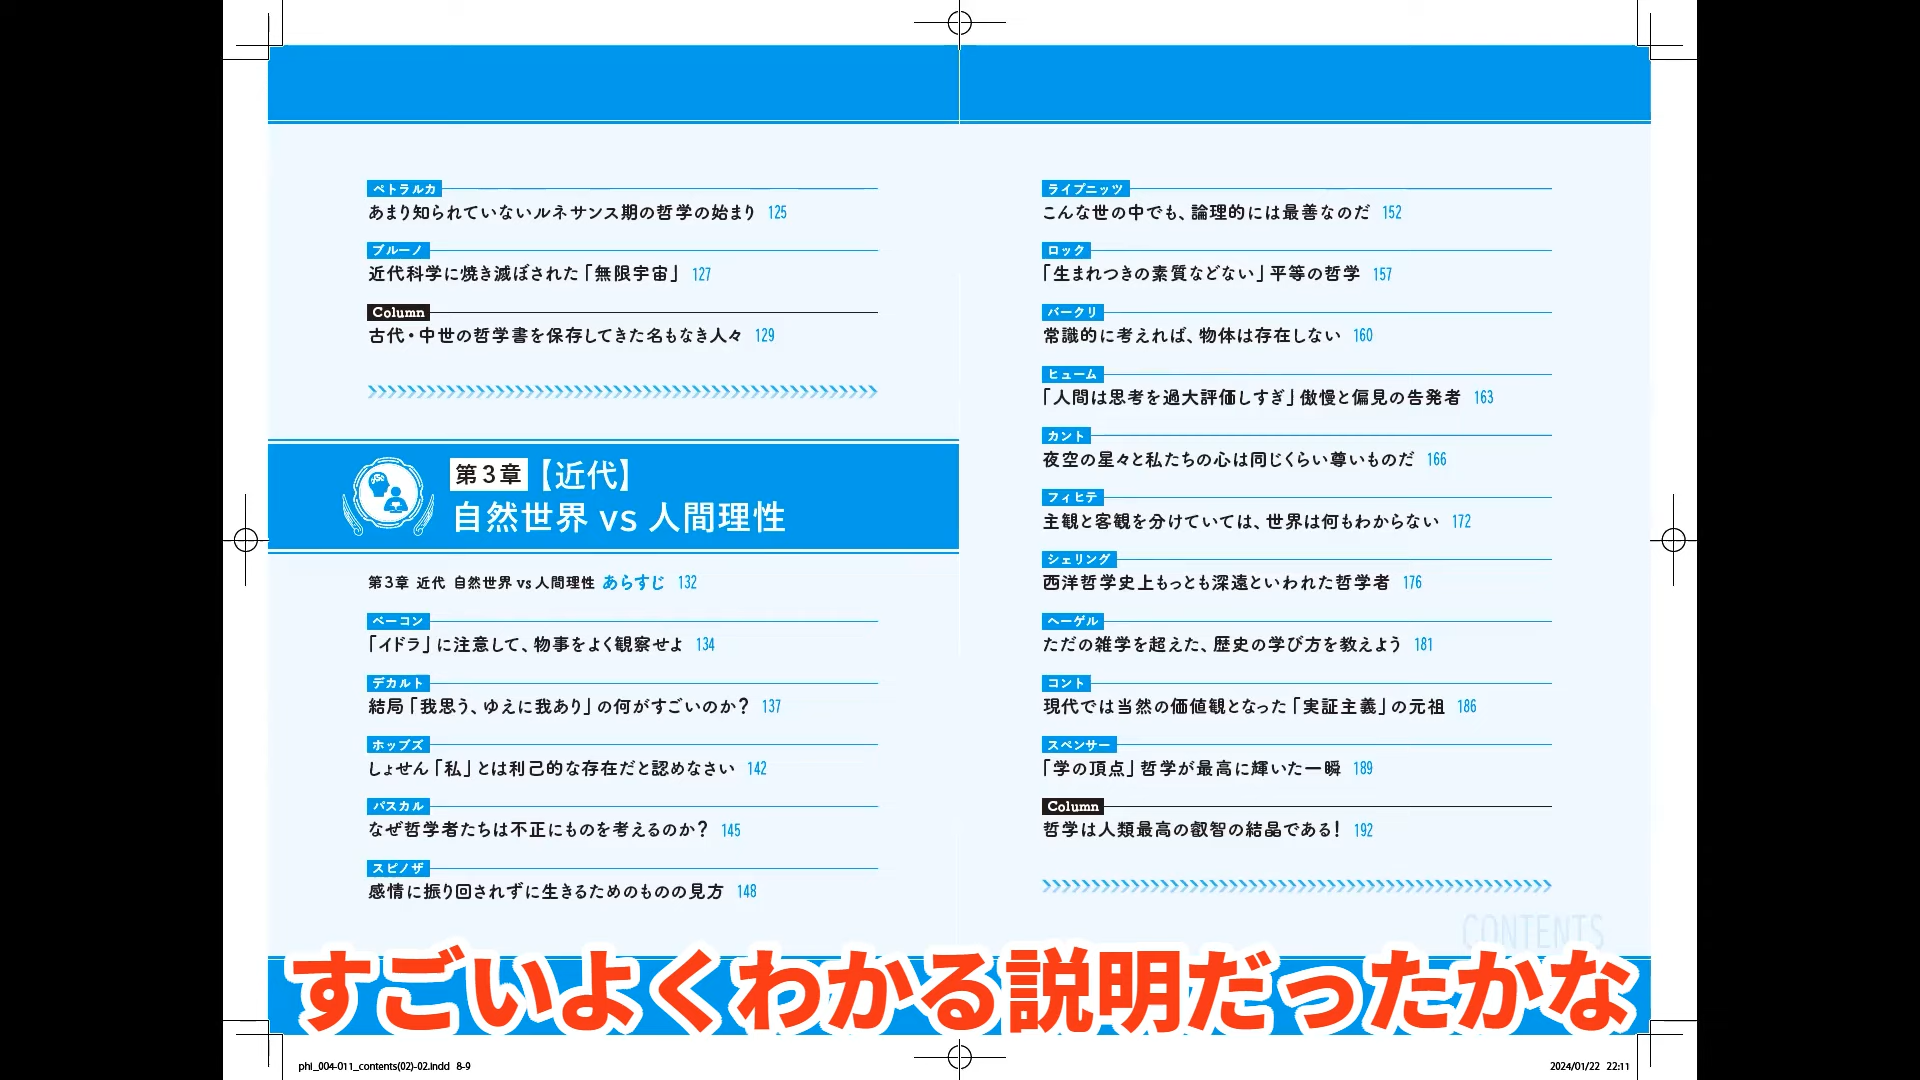 ペトラルカ
あまり知られていないルネサンス期の哲学の始まり 125
ブルーノ
近代科学に焼き滅ぼされた「無限宇宙」 127
Column
古代・中世の哲学書を保存してきた名もなき人々 129
第3章【近代】
自然世界 vs 人間理性
第3章 近代 自然世界 vs 人間理性 あらすじ 132
ベーコン
「イドラ」に注意して、物事をよく観察せよ 134
デカルト
結局「我思う、ゆえに我あり」の何がすごいのか? 137
ホッブズ
しょせん「私」とは利己的な存在だと認めなさい 142
パスカル
なぜ哲学者たちは不正にものを考えるのか? 145
スピノザ
感情に振り回されずに生きるためのものの見方 148
ライプニッツ
こんな世の中でも、論理的には最善なのだ 152
ロック
「生まれつきの素質などない」平等の哲学 157
バークリ
常識的に考えれば、物体は存在しない 160
ヒューム
「人間は思考を過大評価しすぎ」傲慢と偏見の告発者 163
カント
夜空の星々と私たちの心は同じくらい尊いものだ 166
フィヒテ
主観と客観を分けていては、世界は何もわからない 172
シェリング
西洋哲学史上もっとも深遠といわれた哲学者 176
ヘーゲル
ただの雑学を超えた、歴史の学び方を教えよう 181
コント
現代では当然の価値観となった「実証主義」の元祖 186
スペンサー
「学の頂点」哲学が最高に輝いた一瞬 189
Column
哲学は人類最高の叡智の結晶である! 192
CONTENTS
すごいよくわかる説明だったかな
phl_004-011_contents(02)-02.indd 8-9
2024/01/22 22:11